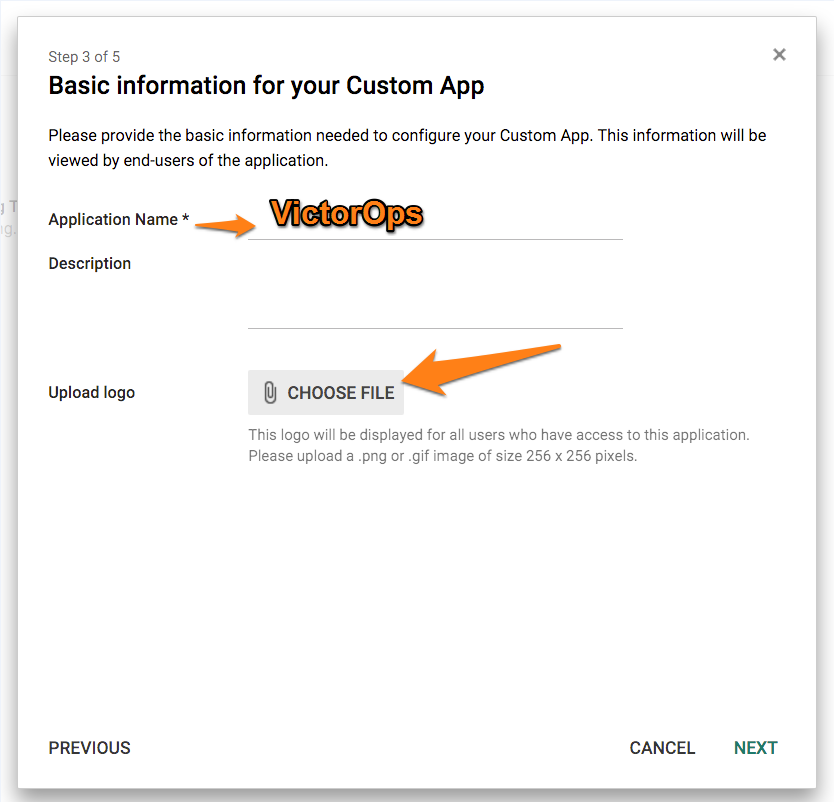 Step 3 of 5
Basic information for your Custom App
Please provide the basic information needed to configure your Custom App. This information will be
viewed by end-users of the application.
Application Name *
VictorOps
Description
Upload logo
CHOOSE FILE
This logo will be displayed for all users who have access to this application.
Please upload a .png or .gif image of size 256 x 256 pixels.
PREVIOUS
CANCEL
NEXT